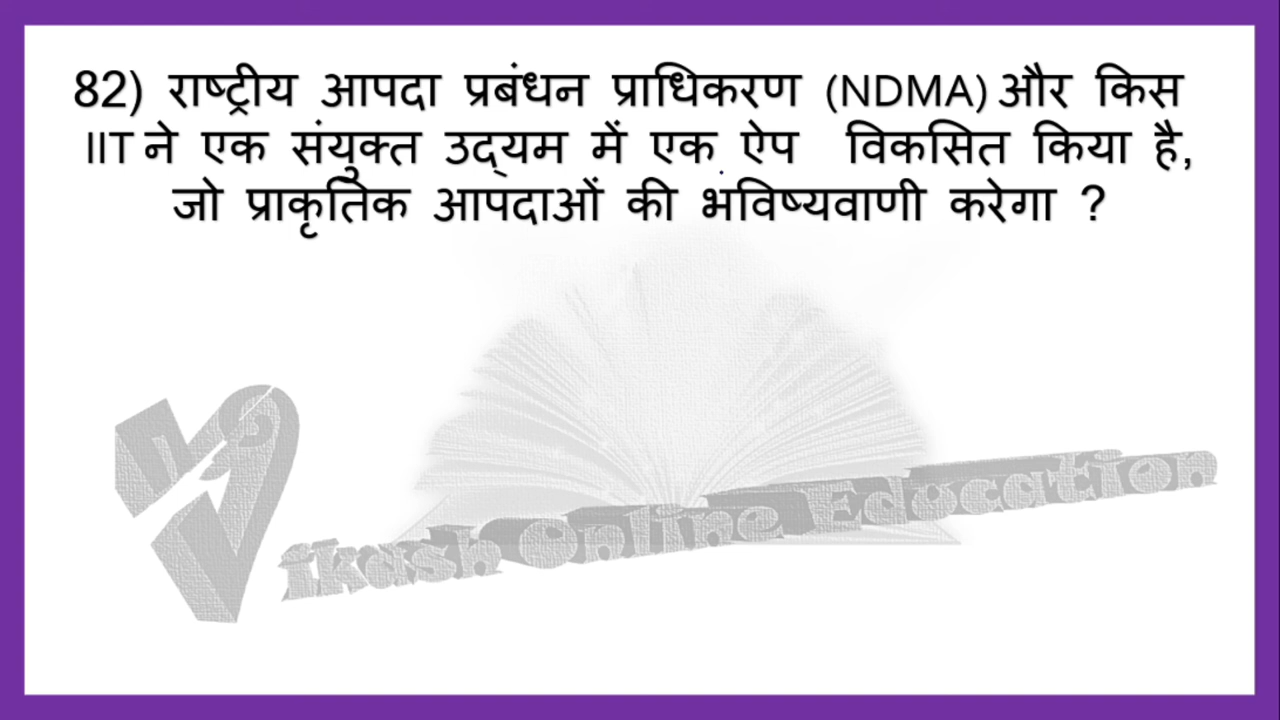 82) राष्ट्रीय आपदा प्रबंधन प्राधिकरण (NDMA) और किस
IIT ने एक संयुक्त उद्यम में एक ऐप विकसित किया है,
जो प्राकृतिक आपदाओं की भविष्यवाणी करेगा ?
Vikash Online Education